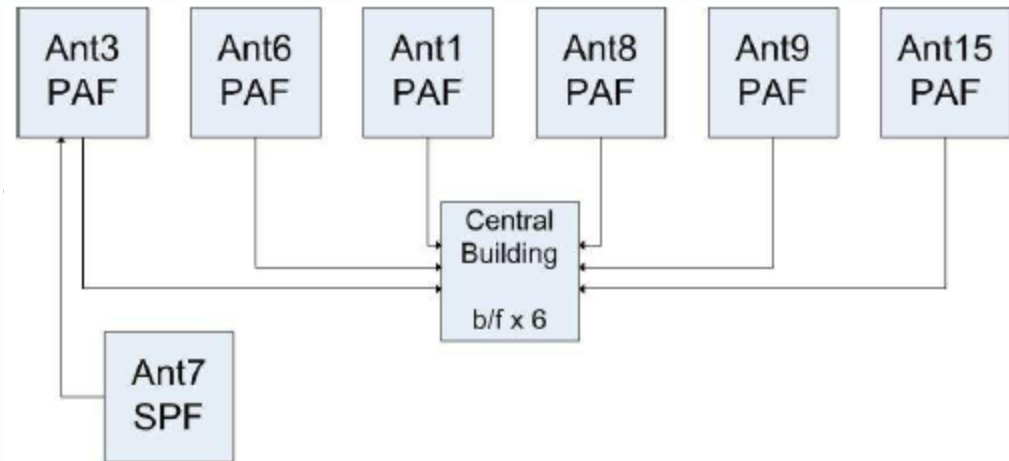 Ant3
PAF
Ant6
PAF
Ant1
PAF
Ant8
PAF
Ant9
PAF
Ant15
PAF
Central
Building
b/f x 6
Ant7
SPF